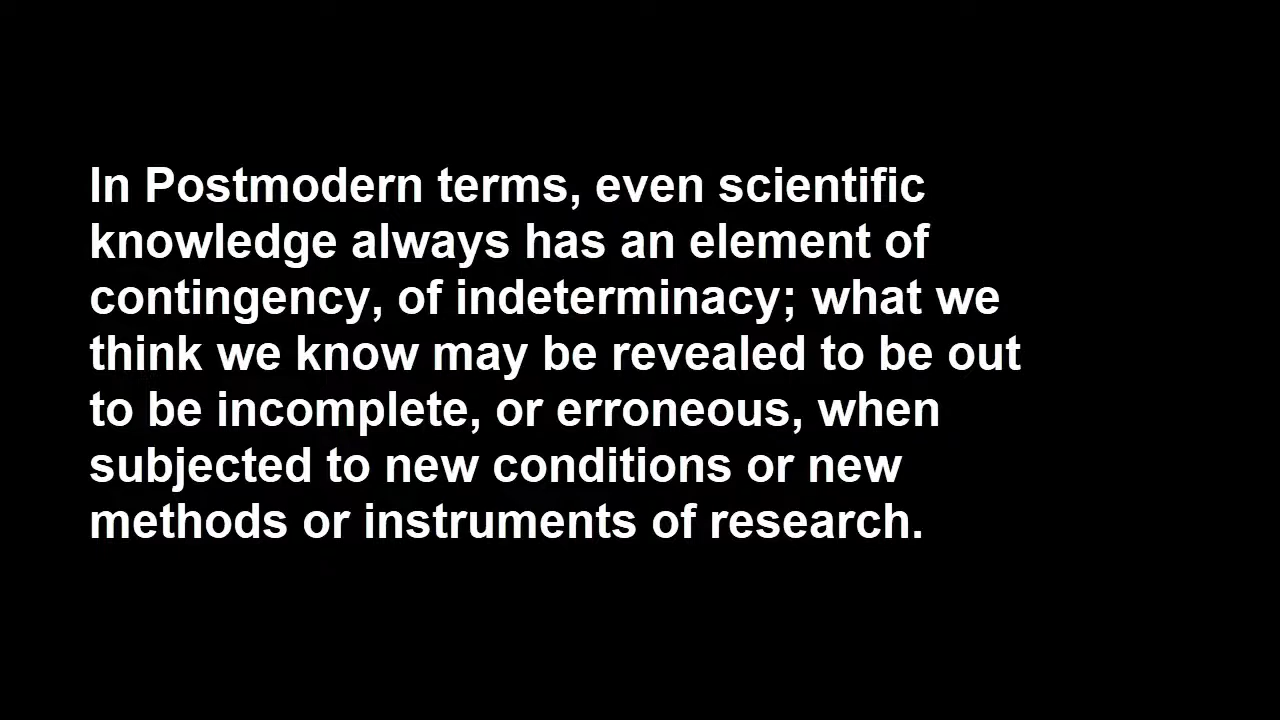 In Postmodern terms, even scientific
knowledge always has an element of
contingency, of indeterminacy; what we
think we know may be revealed to be out
to be incomplete, or erroneous, when
subjected to new conditions or new
methods or instruments of research.